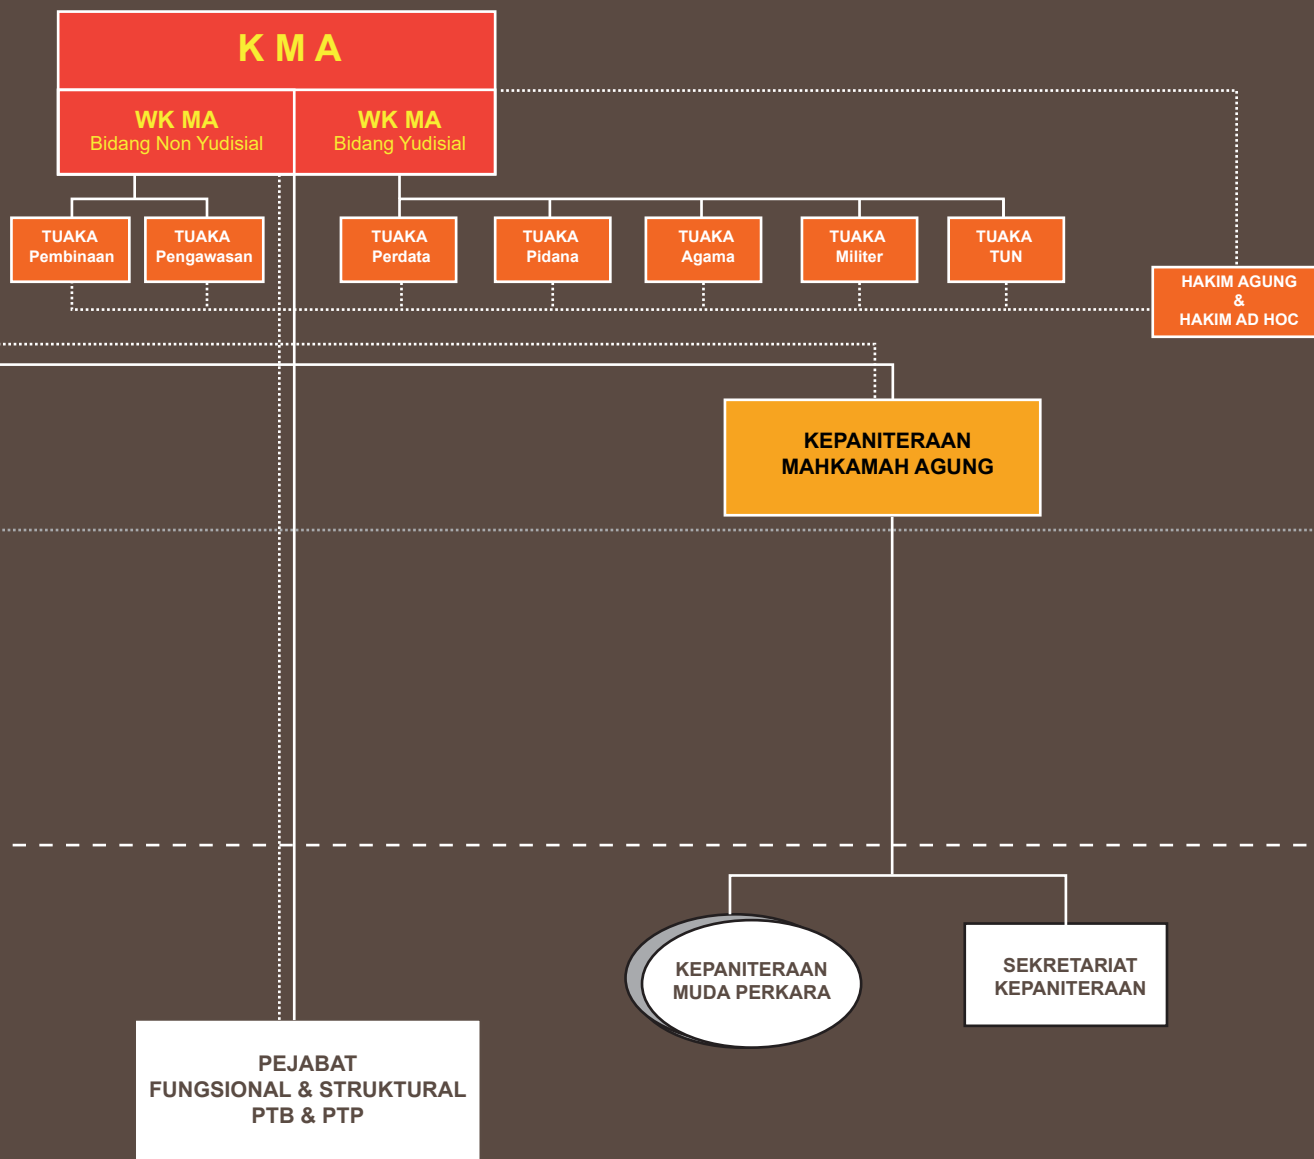 K M A
WK MA
Bidang Non Yudisial
WK MA
Bidang Yudisial
TUAKA
Pembinaan
TUAKA
Pengawasan
TUAKA
Perdata
TUAKA
Pidana
TUAKA
Agama
TUAKA
Militer
TUAKA
TUN
HAKIM AGUNG
&
HAKIM AD HOC
KEPANITERAAN
MAHKAMAH AGUNG
KEPANITERAAN
MUDA PERKARA
SEKRETARIAT
KEPANITERAAN
PEJABAT
FUNGSIONAL & STRUKTURAL
PTB & PTP